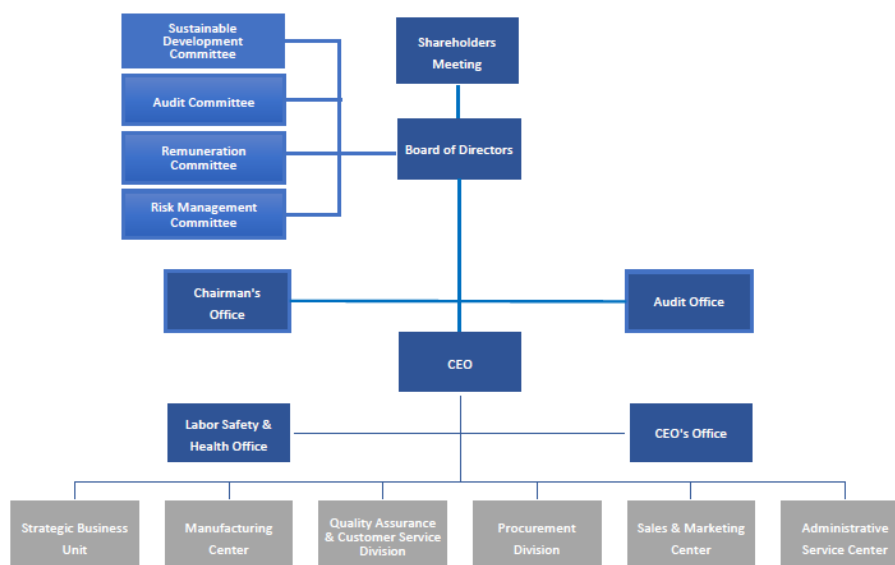 Sustainable
Development
Committee
Shareholders
Meeting
Audit Committee
Board of Directors
Remuneration
Committee
Risk Management
Committee
Chairman's
Office
Audit Office
CEO
Labor Safety &
Health Office
CEO's Office
Strategic Business
Unit
Manufacturing
Center
Quality Assurance
& Customer Service
Division
Procurement
Division
Sales & Marketing
Center
Administrative
Service Center